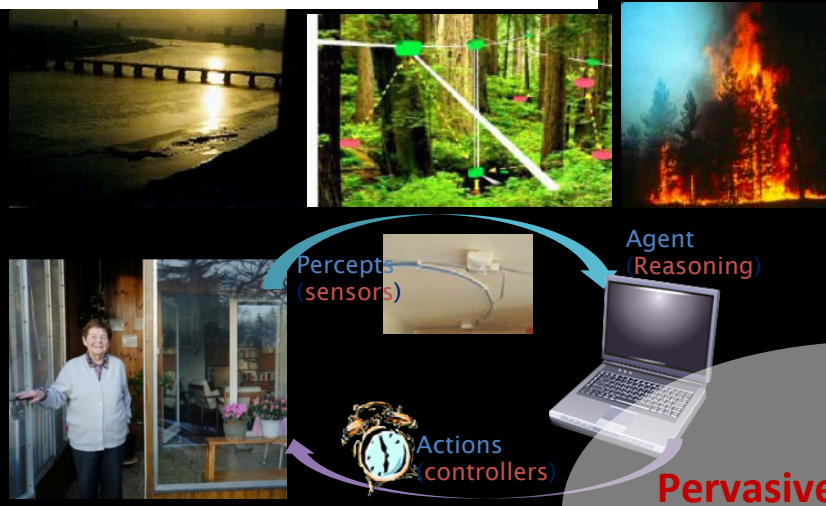 Percepts
(sensors)
Agent
(Reasoning)
Actions
(controllers)
Pervasive